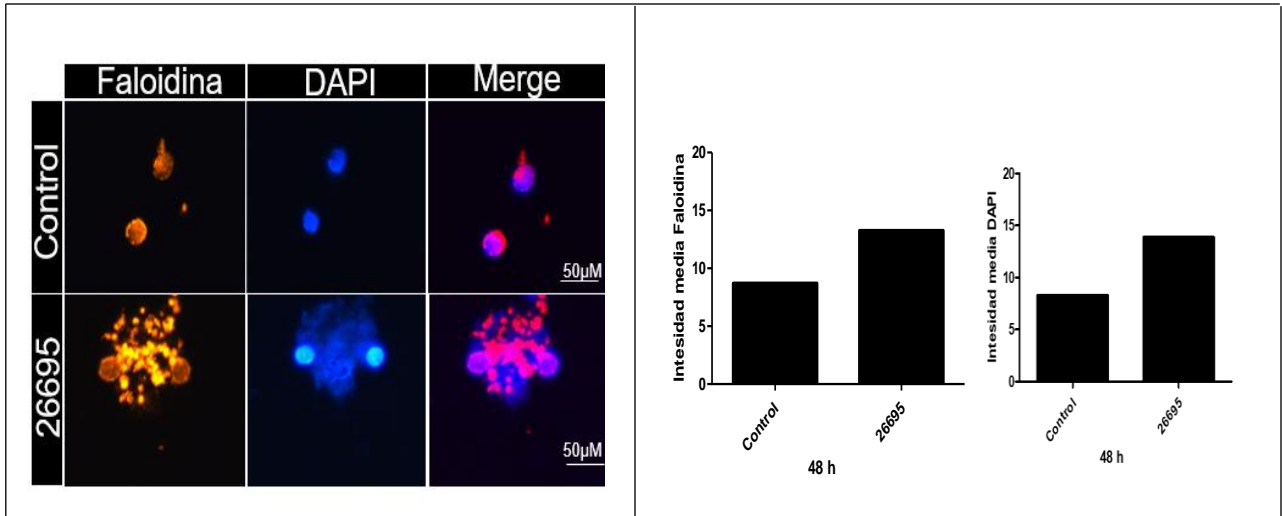 Faloidina DAPI Merge
Control
50µM
26695
50µM
Intesidad media Faloidina
20
15
10
5
0
Control
26695
48 h
Intesidad media DAPI
20
15
10
5
0
Control
26695
48 h